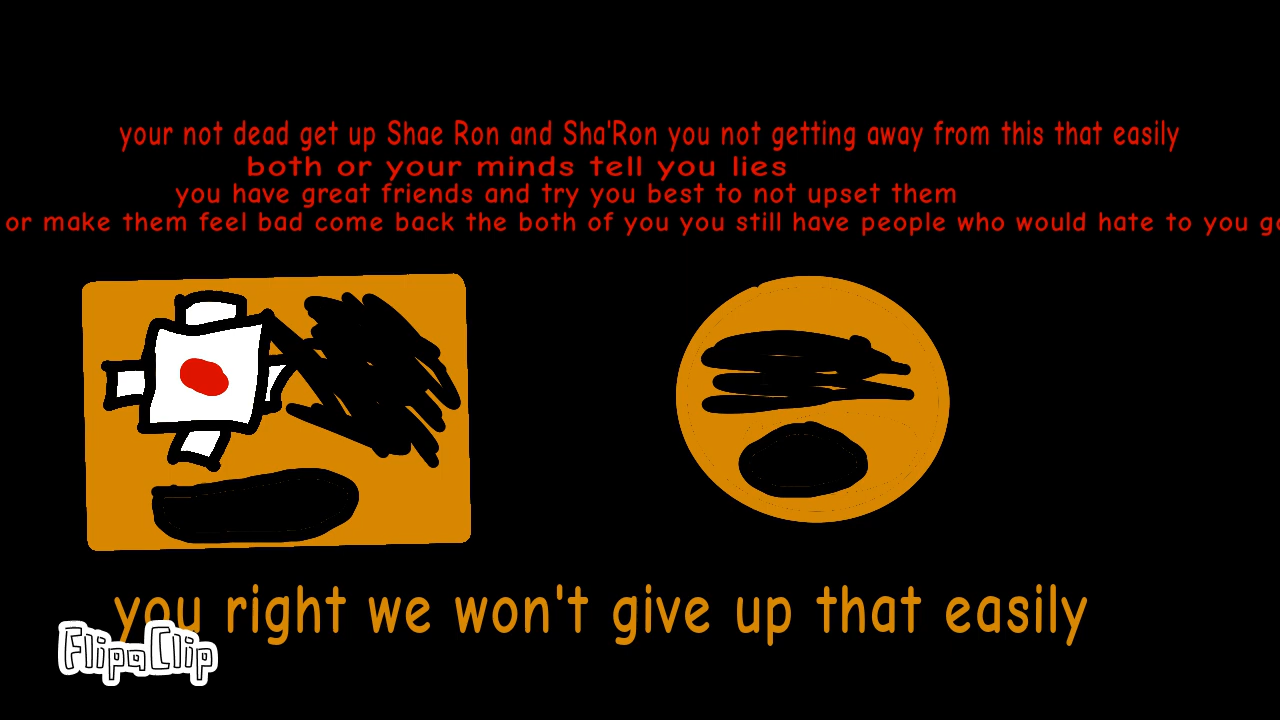 your not dead get up Shae Ron and Sha'Ron you not getting away from this that easily
both or your minds tell you lies
you have great friends and try you best to not upset them
or make them feel bad come back the both of you you still have people who would hate to you
you right we won't give up that easily
FlipaClip